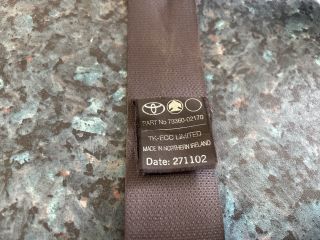 PART No 73360-02170
TK-ECC LIMITED
MADE IN NORTHERN IRELAND
Date: 271102